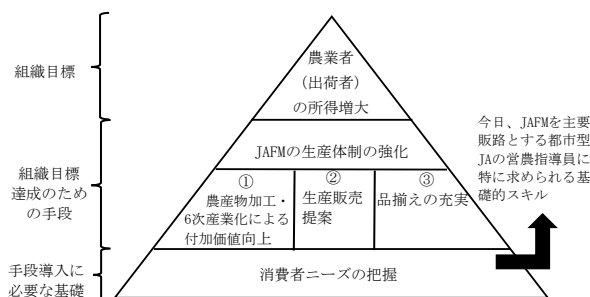 農業者
（出荷者）
の所得増大
組織目標
JAFMの生産体制の強化
組織目標
達成のため
の手段
①
農産物加工・
6次産業化による
付加価値向上
②
生産販売
提案
③
品揃えの充実
今日、JAFMを主要
販路とする都市型
JAの営農指導員に
特に求められる基
礎的スキル
手段導入に
必要な基礎
消費者ニーズの把握